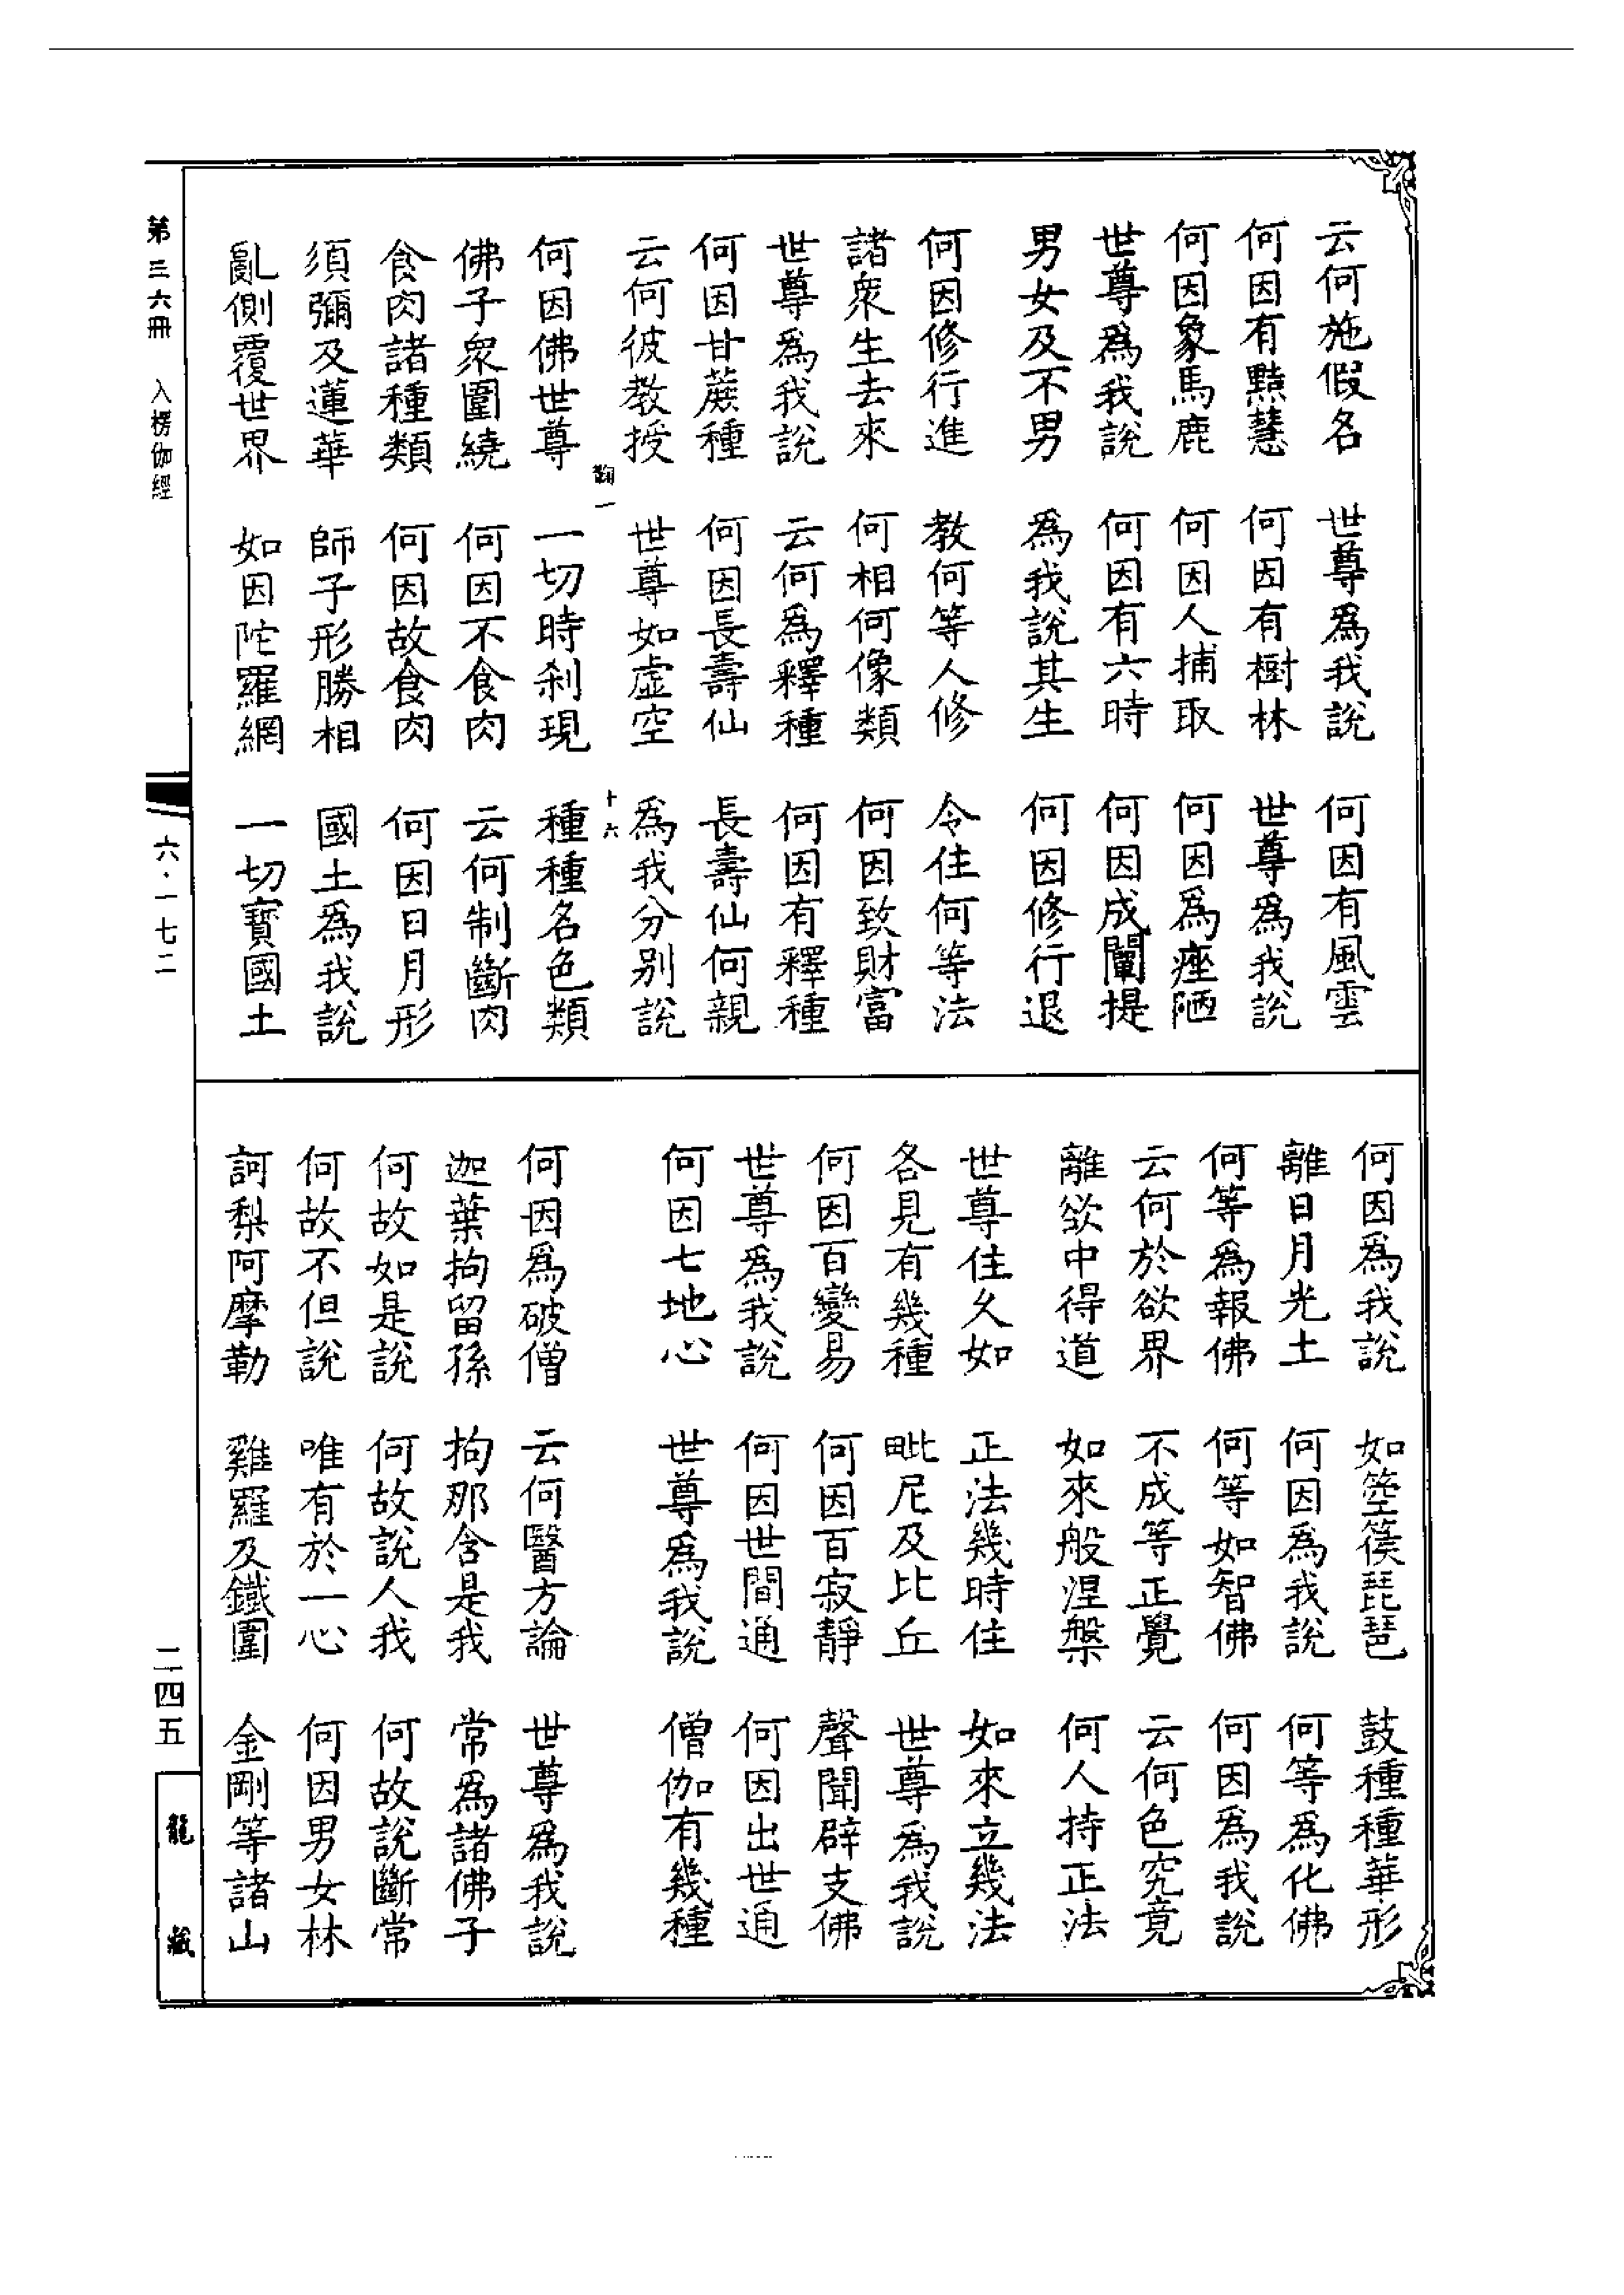 云何施假名　世尊爲我說　何因有風雲
何因有黠慧　何因有樹林　世尊爲我說
何因象馬鹿　何因人捕取　何因爲痤陋
世尊爲我說　何因有六時　何因成闡提
男女及不男　爲我說其生　何因修行退
何因修行進　教何等人修　令住何等法
諸衆生去來　何相何像類　何因致財富
世尊爲我說　云何爲釋種　何因有釋種
何因甘蔗種　何因長壽仙　長壽仙何親
云何彼教授　世尊如虛空　爲我分別說
一　十六
何因佛世尊　一切時刹現　種種名色類
佛子衆圍繞　何因不食肉　云何制斷肉
食肉諸種類　何因故食肉　何因日月形
須彌及蓮華　師子形勝相　國土爲我說
亂側覆世界　如因陀羅網　一切寶國土
何因爲我說　如箜篌琵琶　鼓種種華形
離日月光土　何因爲我說　何等爲化佛
何等爲報佛　何等如智佛　何因爲我說
云何於欲界　不成等正覺　云何色究竟
離欲中得道　如來般涅槃　何人持正法
世尊住久如　正法幾時住　如來立幾法
各見有幾種　毗尼及比丘　世尊爲我說
何因百變易　何因百寂靜　聲聞辟支佛
世尊爲我說　何因世間通　何因出世通
何因七地心　世尊爲我說　僧伽有幾種
何因爲破僧　云何醫方論　世尊爲我說
迦葉拘留孫　拘那含是我　常爲諸佛子
何故如是說　何故說人我　何故說斷常
何故不但說　唯有於一心　何因男女林
訶梨阿摩勒　雞羅及鐵圍　金剛等諸山
第三六冊　入楞伽經
六·一七二
二四五
龍藏